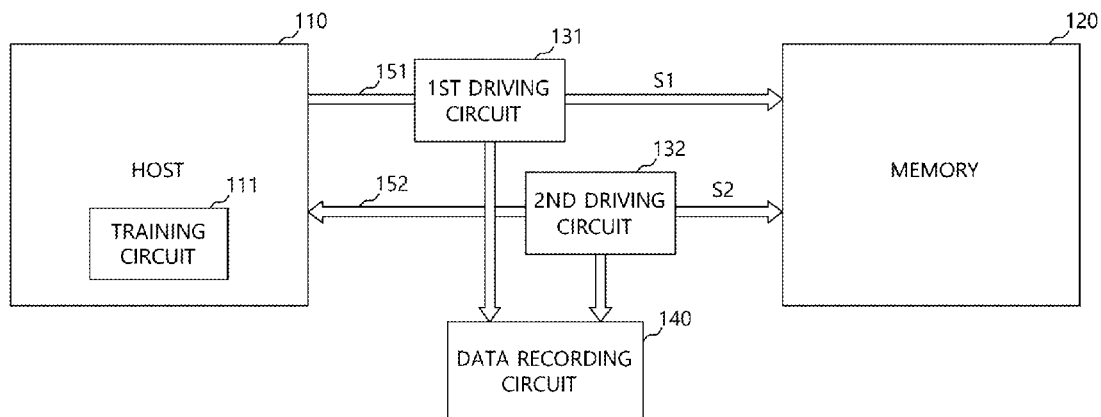 110
120
131
151
1ST DRIVING
CIRCUIT
S1
HOST
132
MEMORY
152
2ND DRIVING
CIRCUIT
S2
111
TRAINING
CIRCUIT
140
DATA RECORDING
CIRCUIT